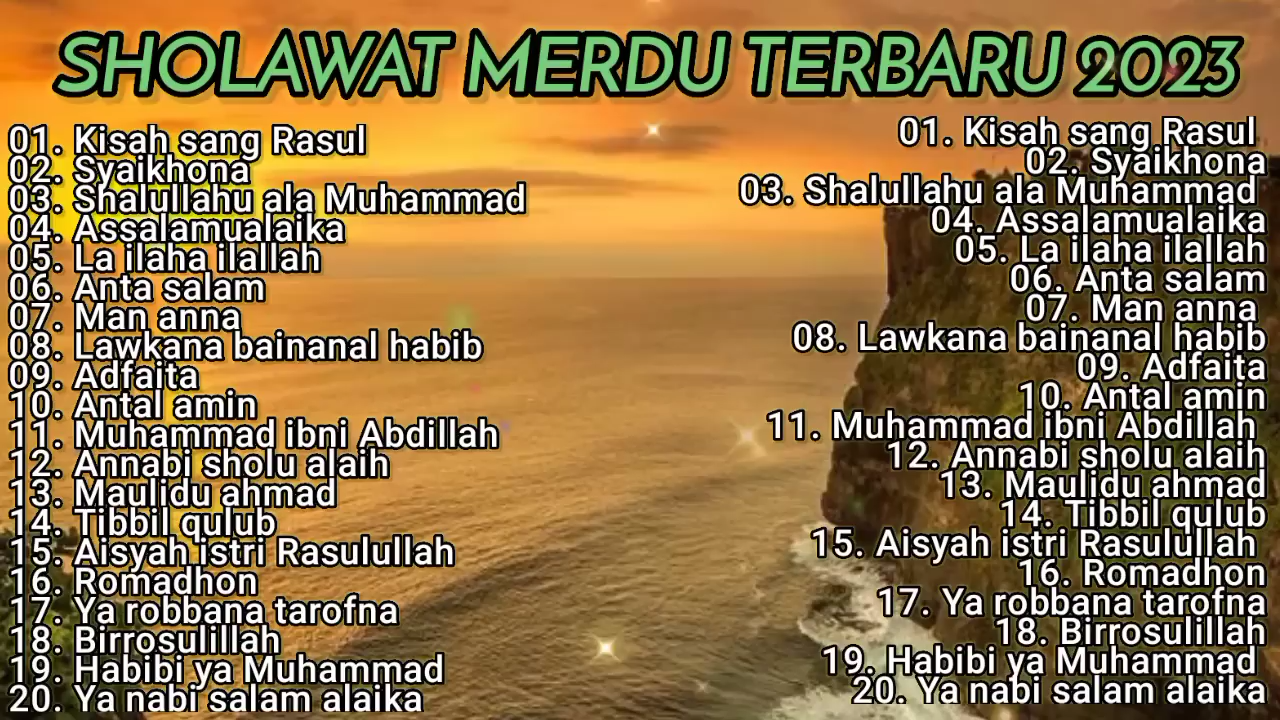 SHOLAWAT MERDU TERBARU 2023
01. Kisah sang Rasul
02. Syaikhona
03. Shalullahu ala Muhammad
04. Assalamualaika
05. La ilaha ilallah
06. Anta salam
07. Man anna
08. Lawkana bainanal habib
09. Adfaita
10. Antal amin
11. Muhammad ibni Abdillah
12. Annabi sholu alaih
13. Maulidu ahmad
14. Tibbil qulub
15. Aisyah istri Rasulullah
16. Romadhon
17. Ya robbana tarofna
18. Birrosulillah
19. Habibi ya Muhammad
20. Ya nabi salam alaika
01. Kisah sang Rasul
02. Syaikhona
03. Shalullahu ala Muhammad
04. Assalamualaika
05. La ilaha ilallah
06. Anta salam
07. Man anna
08. Lawkana bainanal habib
09. Adfaita
10. Antal amin
11. Muhammad ibni Abdillah
12. Annabi sholu alaih
13. Maulidu ahmad
14. Tibbil qulub
15. Aisyah istri Rasulullah
16. Romadhon
17. Ya robbana tarofna
18. Birrosulillah
19. Habibi ya Muhammad
20. Ya nabi salam alaika